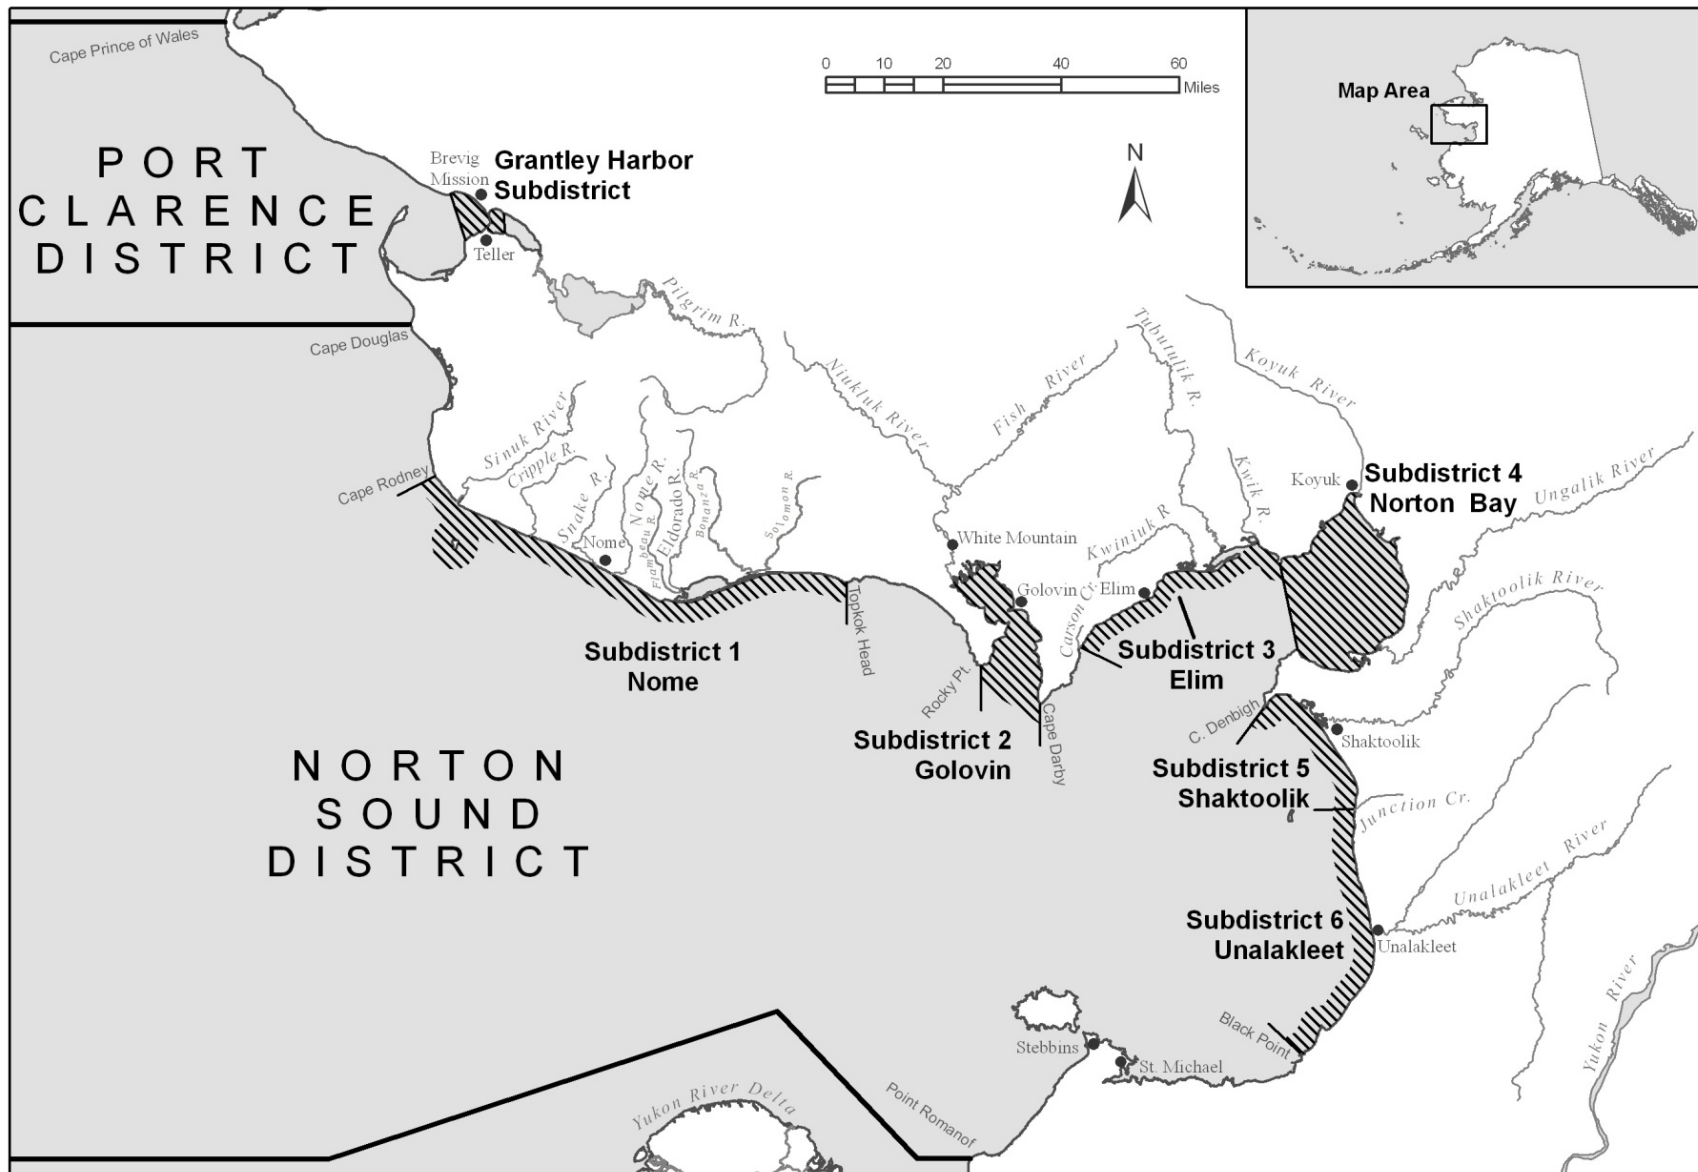 Cape Prince of Wales
0 10 20 40 60
Miles
N
Map Area
PORT
CLARENCE
DISTRICT
Brevig
Mission
Grantley Harbor
Subdistrict
Teller
Cape Douglas
Pilgrim R.
Niukluk River
Fish River
Tubutulik R.
Koyuk River
Sinuk River
Cripple R.
Snake R.
Nome R.
Flambeau R.
Eldorado R.
Bonanza R.
Solomon R.
Cape Rodney
Nome
White Mountain
Golovin
Elim
Kwiniuk R
Kwik R.
Carson Cr.
Koyuk
Subdistrict 4
Norton Bay
Ungalik River
Shaktoolik River
Topkok Head
Subdistrict 1
Nome
Rocky Pt.
Subdistrict 2
Golovin
Cape Darby
Subdistrict 3
Elim
C. Denbigh
Shaktoolik
Subdistrict 5
Shaktoolik
Junction Cr.
NORTON
SOUND
DISTRICT
Unalakleet River
Subdistrict 6
Unalakleet
Unalakleet
Yukon River
Black Point
Stebbins
St. Michael
Point Romanof
Yukon River Delta